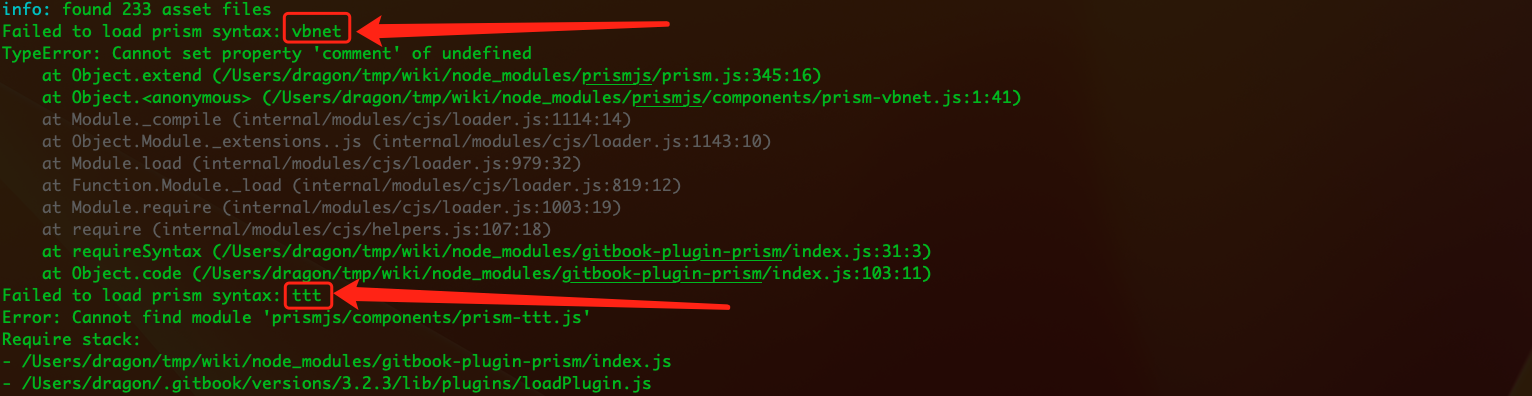 info: found 233 asset files
Failed to load prism syntax: vbnet
TypeError: Cannot set property 'comment' of undefined
at Object.extend (/Users/dragon/tmp/wiki/node_modules/prismjs/prism.js:345:16)
at Object.<anonymous> (/Users/dragon/tmp/wiki/node_modules/prismjs/components/prism-vbnet.js:1:41)
at Module._compile (internal/modules/cjs/loader.js:1114:14)
at Object.Module._extensions..js (internal/modules/cjs/loader.js:1143:10)
at Module.load (internal/modules/cjs/loader.js:979:32)
at Function.Module._load (internal/modules/cjs/loader.js:819:12)
at Module.require (internal/modules/cjs/loader.js:1003:19)
at require (internal/modules/cjs/helpers.js:107:18)
at requireSyntax (/Users/dragon/tmp/wiki/node_modules/gitbook-plugin-prism/index.js:31:3)
at Object.code (/Users/dragon/tmp/wiki/node_modules/gitbook-plugin-prism/index.js:103:11)
Failed to load prism syntax: ttt
Error: Cannot find module 'prismjs/components/prism-ttt.js'
Require stack:
- /Users/dragon/tmp/wiki/node_modules/gitbook-plugin-prism/index.js
- /Users/dragon/.gitbook/versions/3.2.3/lib/plugins/loadPlugin.js